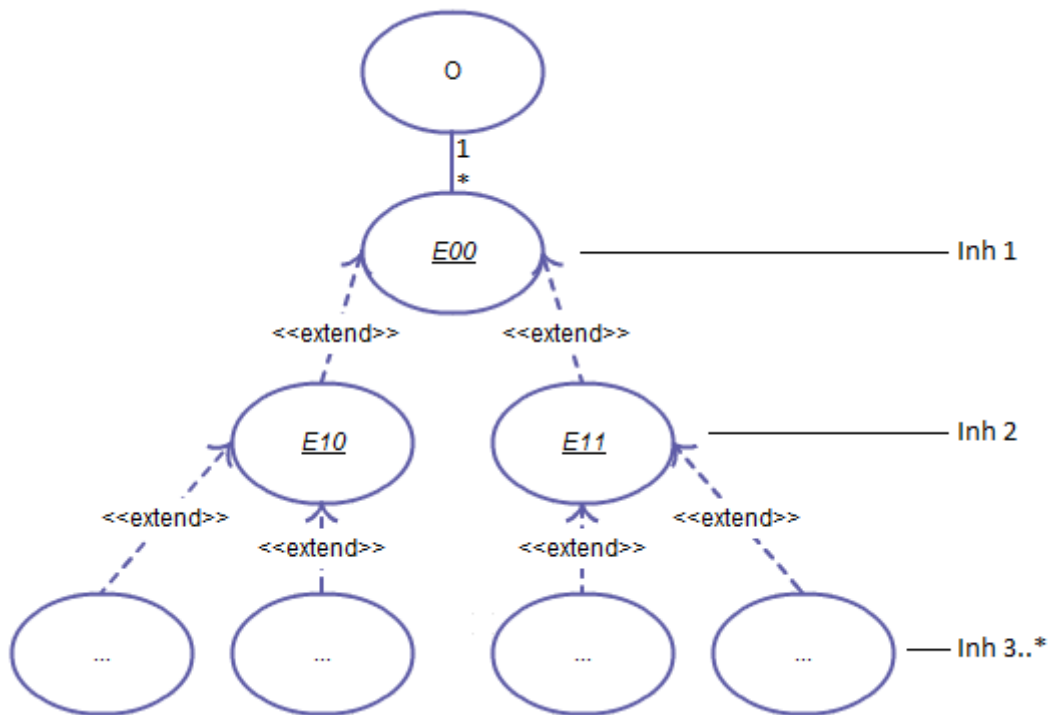 O
1
*
E00
Inh 1
<<extend>>
<<extend>>
E10
E11
Inh 2
<<extend>>
<<extend>>
<<extend>>
<<extend>>
...
...
...
...
Inh 3..*